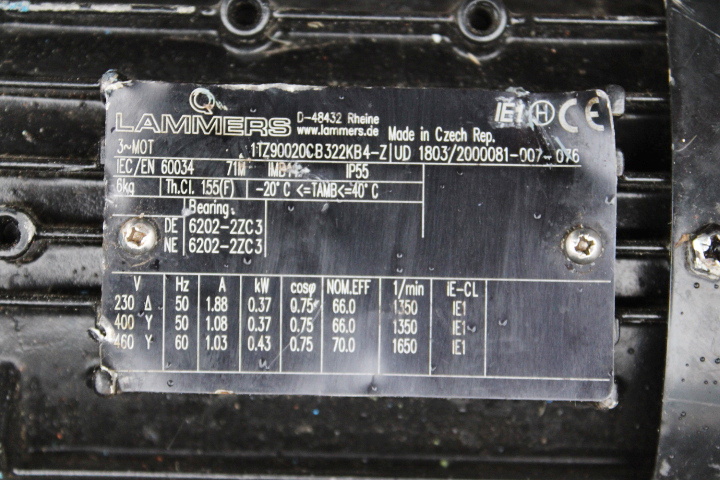 LAMMERS D-48432 Rheine IE1 H CE
www.lammers.de Made in Czech Rep.
3~MOT 1TZ90020CB322KB4-Z UD 1803/2000081-007-076
IEC/EN 60034 71M IP55
6kg Th.Cl. 155(F) -20°C <=TAMB<=40°C
Bearing
DE 6202-2ZC3
NE 6202-2ZC3
V Hz A kW cosφ NOM.EFF 1/min IE-CL
230 Δ 50 1.88 0.37 0.75 66.0 1350 IE1
400 Y 50 1.08 0.37 0.75 66.0 1350 IE1
460 Y 60 1.03 0.43 0.75 70.0 1650 IE1